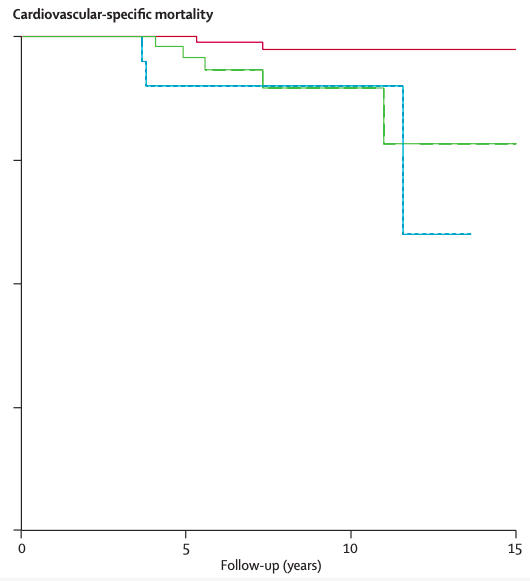 Cardiovascular-specific mortality
0 5 10 15
Follow-up (years)